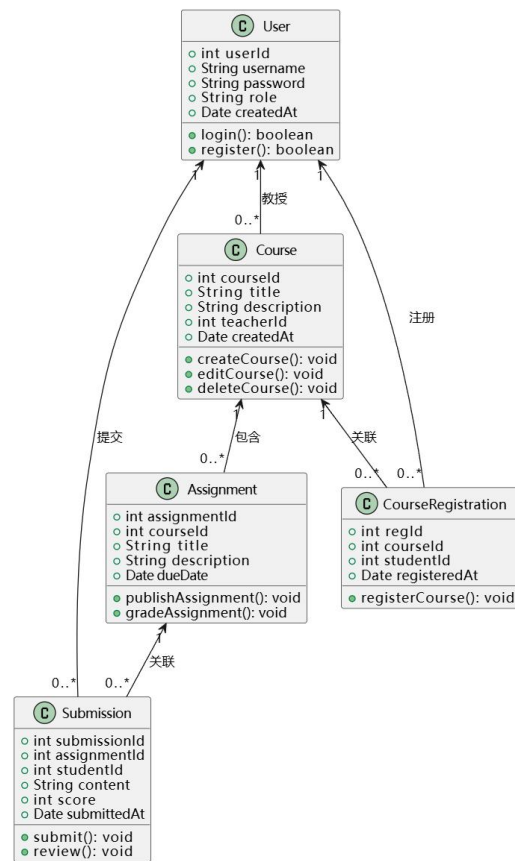 C User
int userId
String username
String password
String role
Date createdAt
login(): boolean
register(): boolean
1 1 1
教授
0..*
C Course
int courseId
String title
String description
int teacherId
Date createdAt
createCourse(): void
editCourse(): void
deleteCourse(): void
注册
1 1
提交 包含 关联
0..* 0..* 0..*
C Assignment
int assignmentId
int courseId
String title
String description
Date dueDate
publishAssignment(): void
gradeAssignment(): void
C CourseRegistration
int regId
int courseId
int studentId
Date registeredAt
registerCourse(): void
1
关联
0..* 0..*
C Submission
int submissionId
int assignmentId
int studentId
String content
int score
Date submittedAt
submit(): void
review(): void